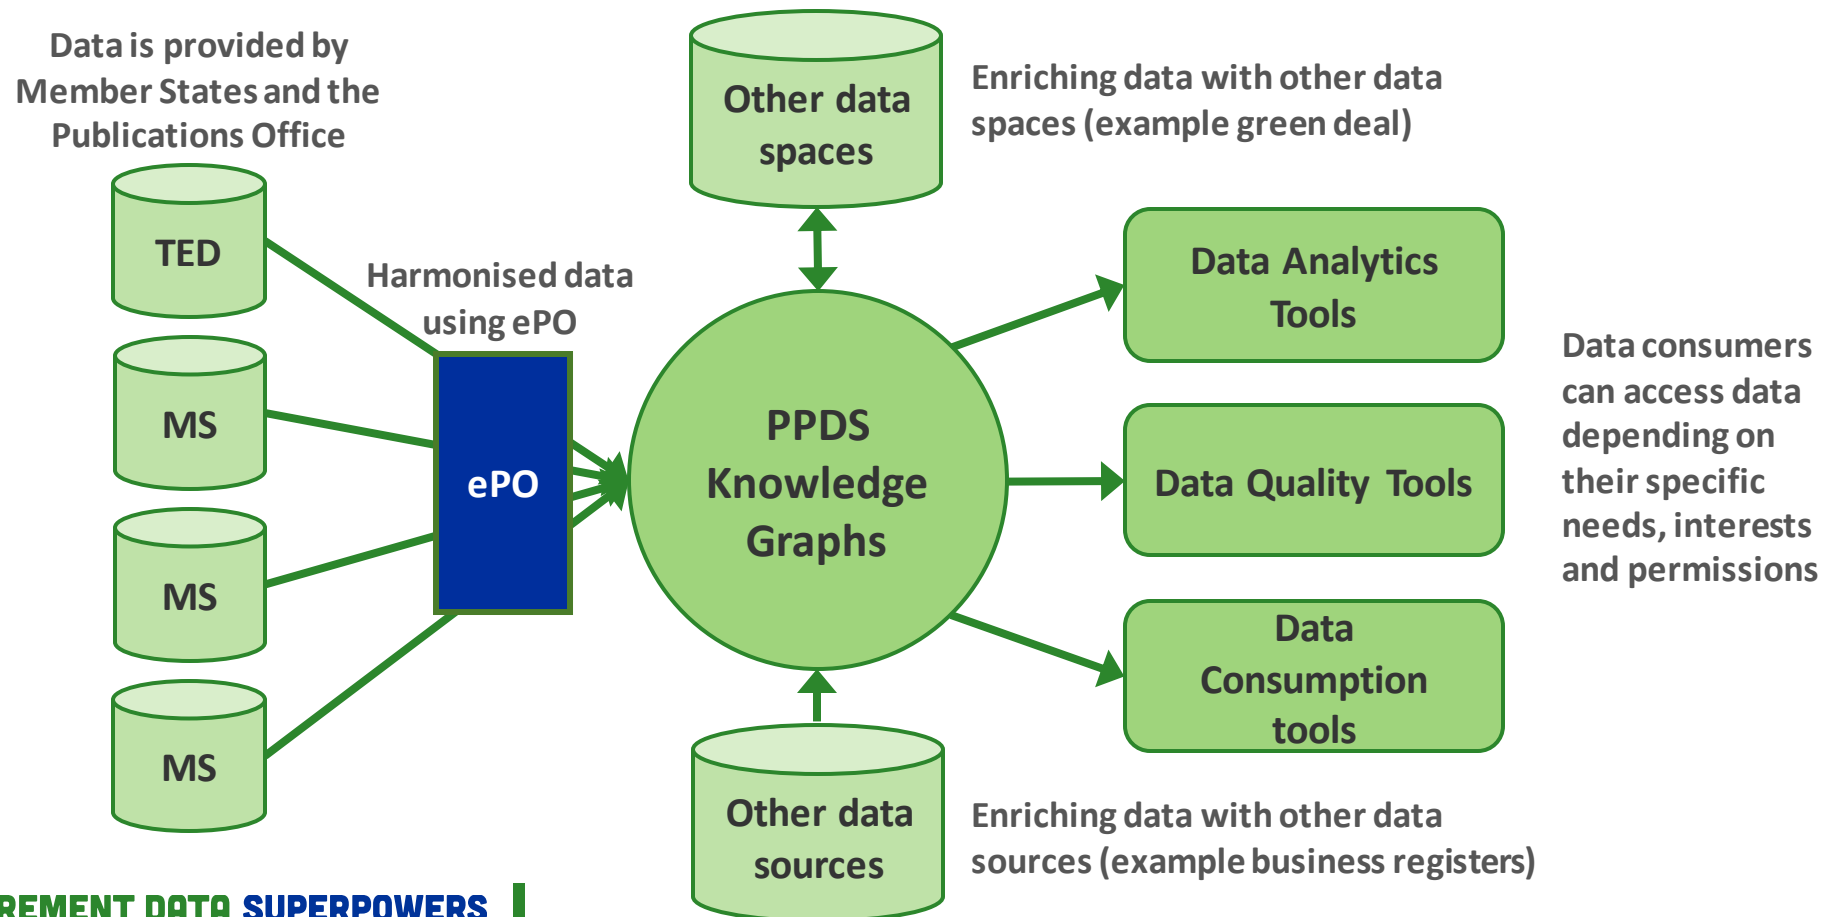 Data is provided by
Member States and the
Publications Office
TED
MS
MS
MS
Harmonised data
using ePO
ePO
Other data
spaces
Enriching data with other data
spaces (example green deal)
PPDS
Knowledge
Graphs
Data Analytics
Tools
Data Quality Tools
Data
Consumption
tools
Data consumers
can access data
depending on
their specific
needs, interests
and permissions
Other data
sources
Enriching data with other data
sources (example business registers)
DATA SUPERPOWERS